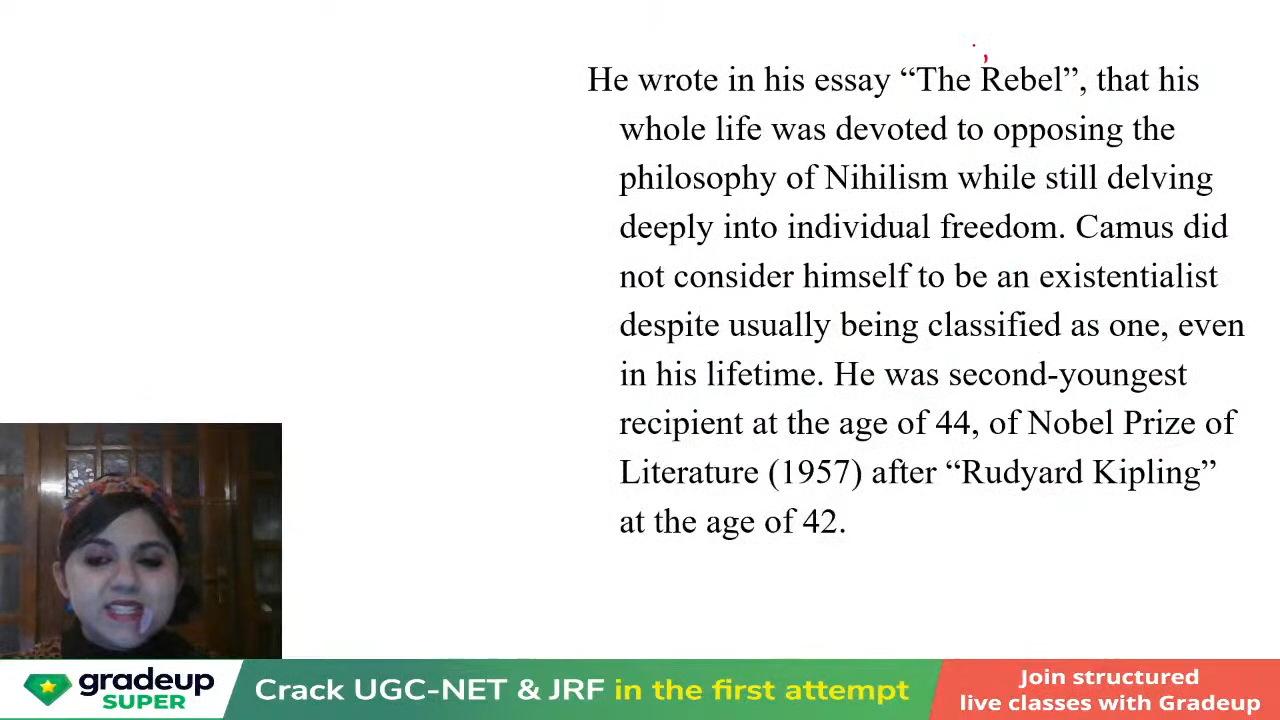 He wrote in his essay “The Rebel”, that his
whole life was devoted to opposing the
philosophy of Nihilism while still delving
deeply into individual freedom. Camus did
not consider himself to be an existentialist
despite usually being classified as one, even
in his lifetime. He was second-youngest
recipient at the age of 44, of Nobel Prize of
Literature (1957) after “Rudyard Kipling”
at the age of 42.
gradeup
SUPER
Crack UGC-NET & JRF in the first attempt
Join structured
live classes with Gradeup